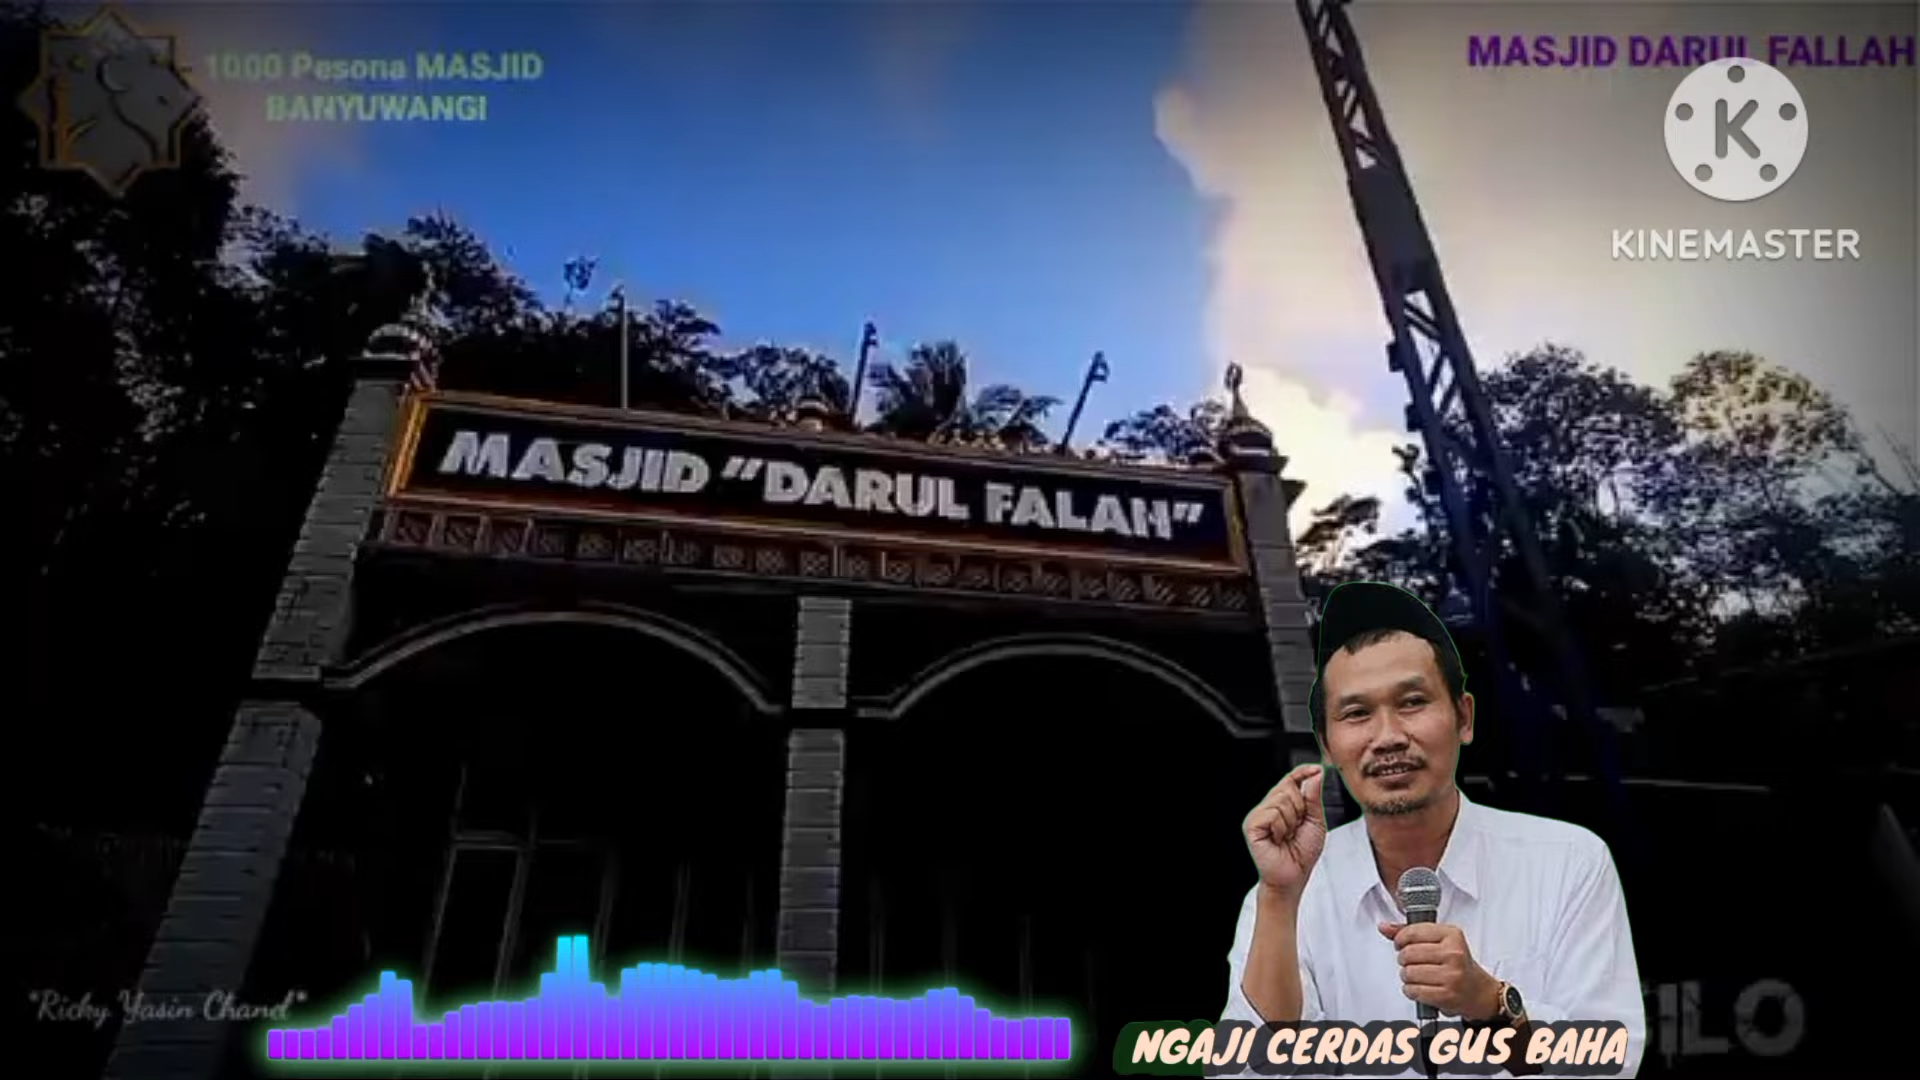 1000 Pesona MASJID
BANYUWANGI
MASJID DARUL FALLAH
K
KINEMASTER
MASJID "DARUL FALAH"
"Ricky Yasin Chanel"
NGAJI CERDAS GUS BAHA